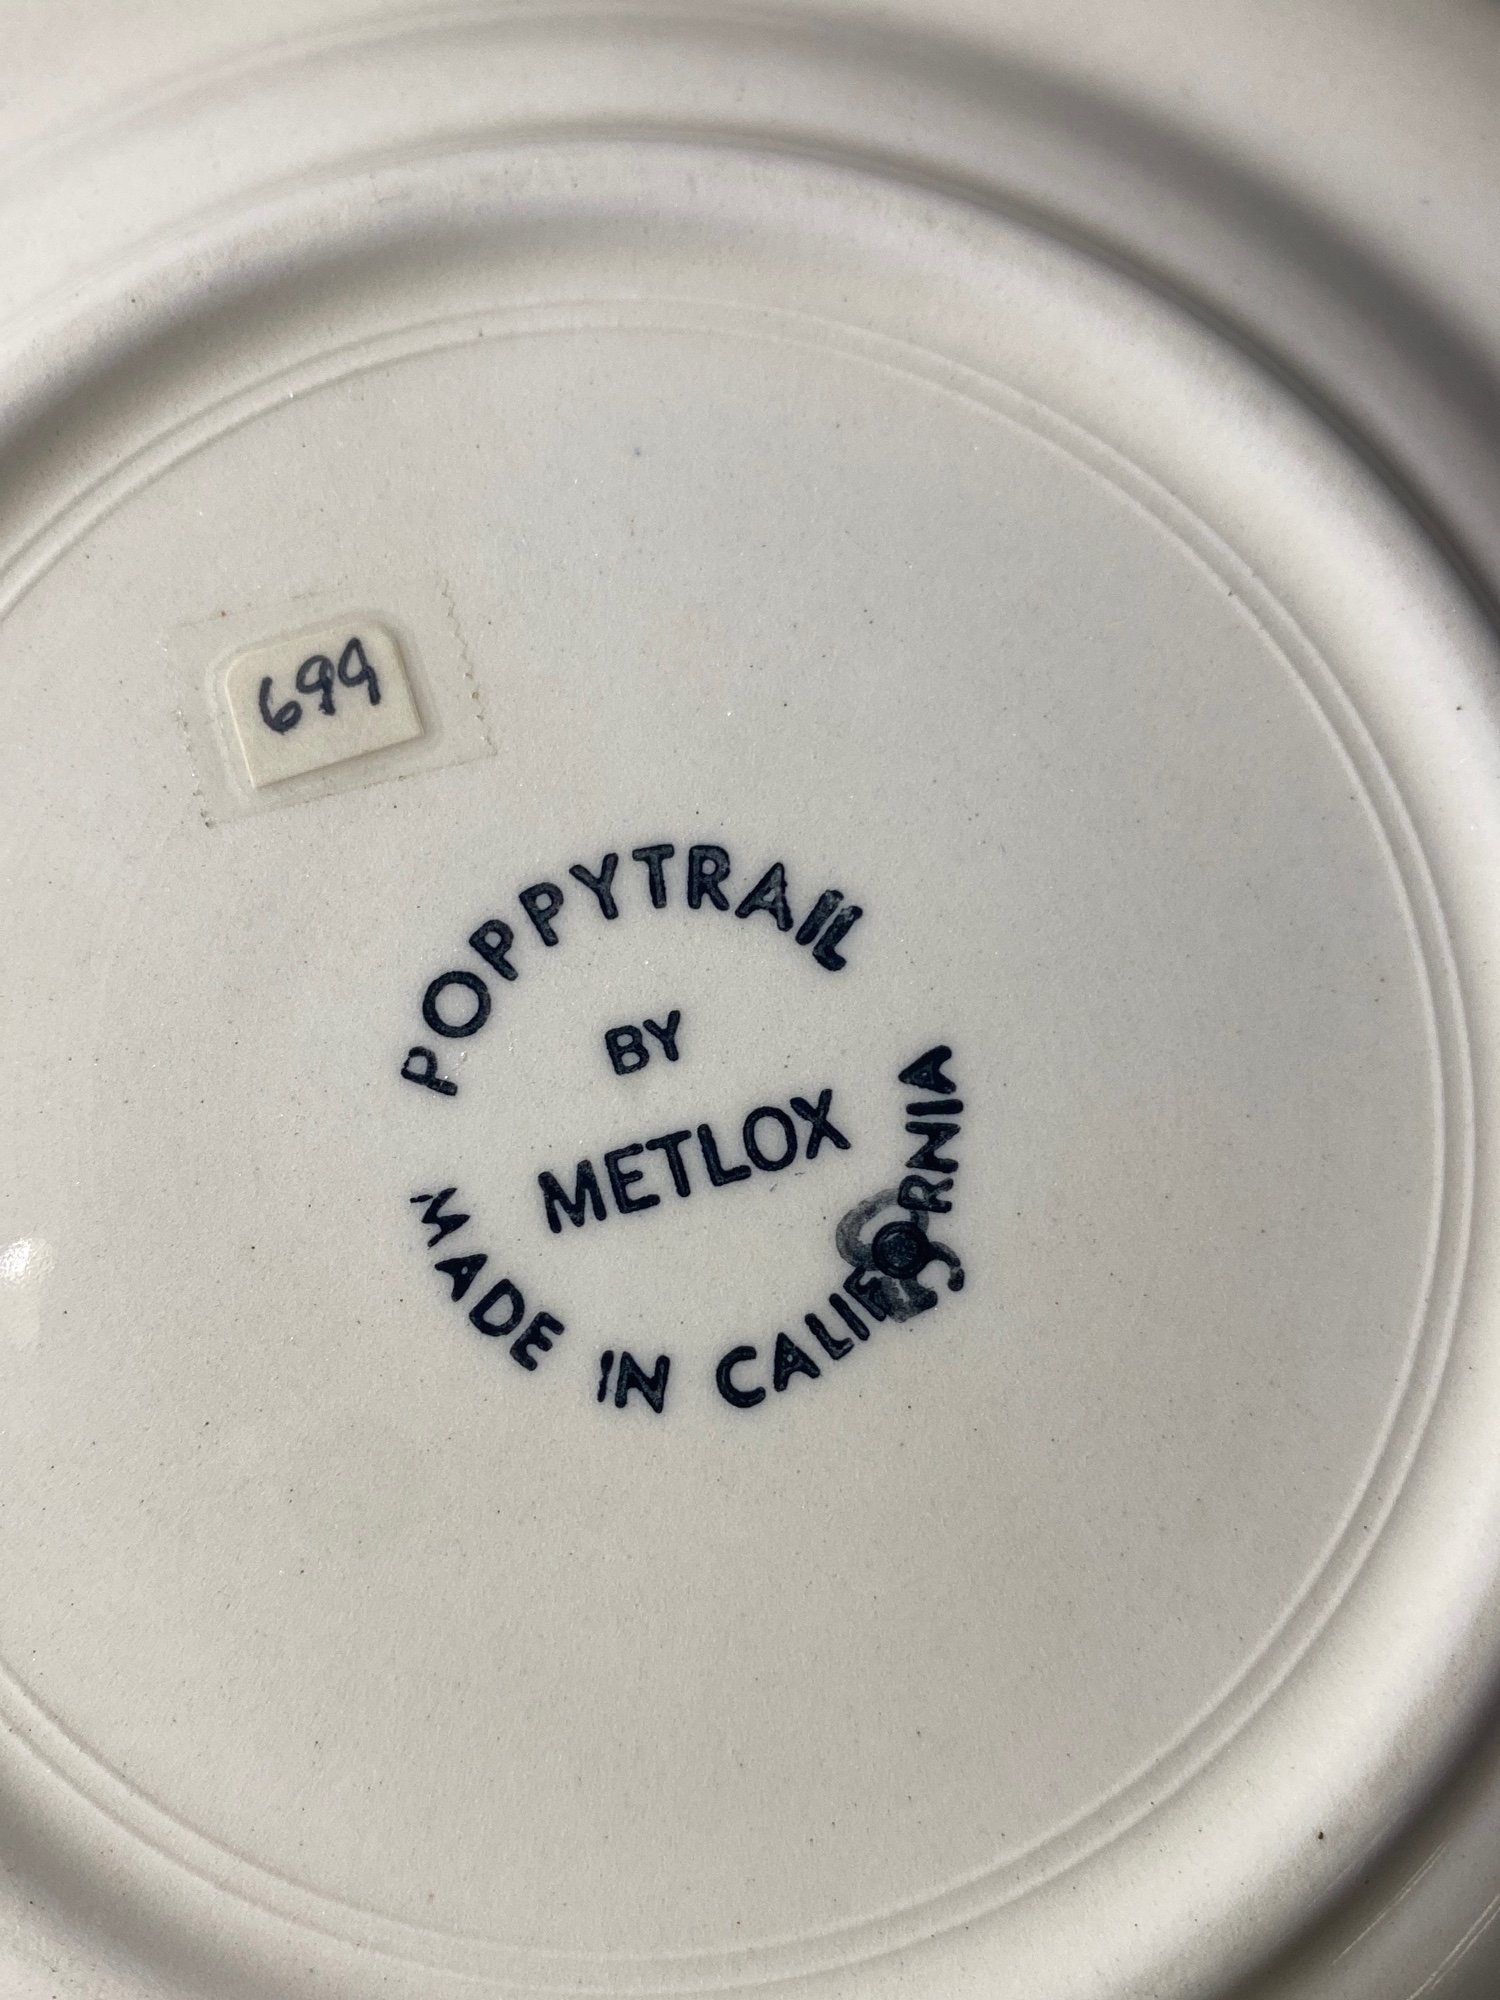 699
POPPYTRAIL
BY
METLOX
MADE IN CALIFORNIA